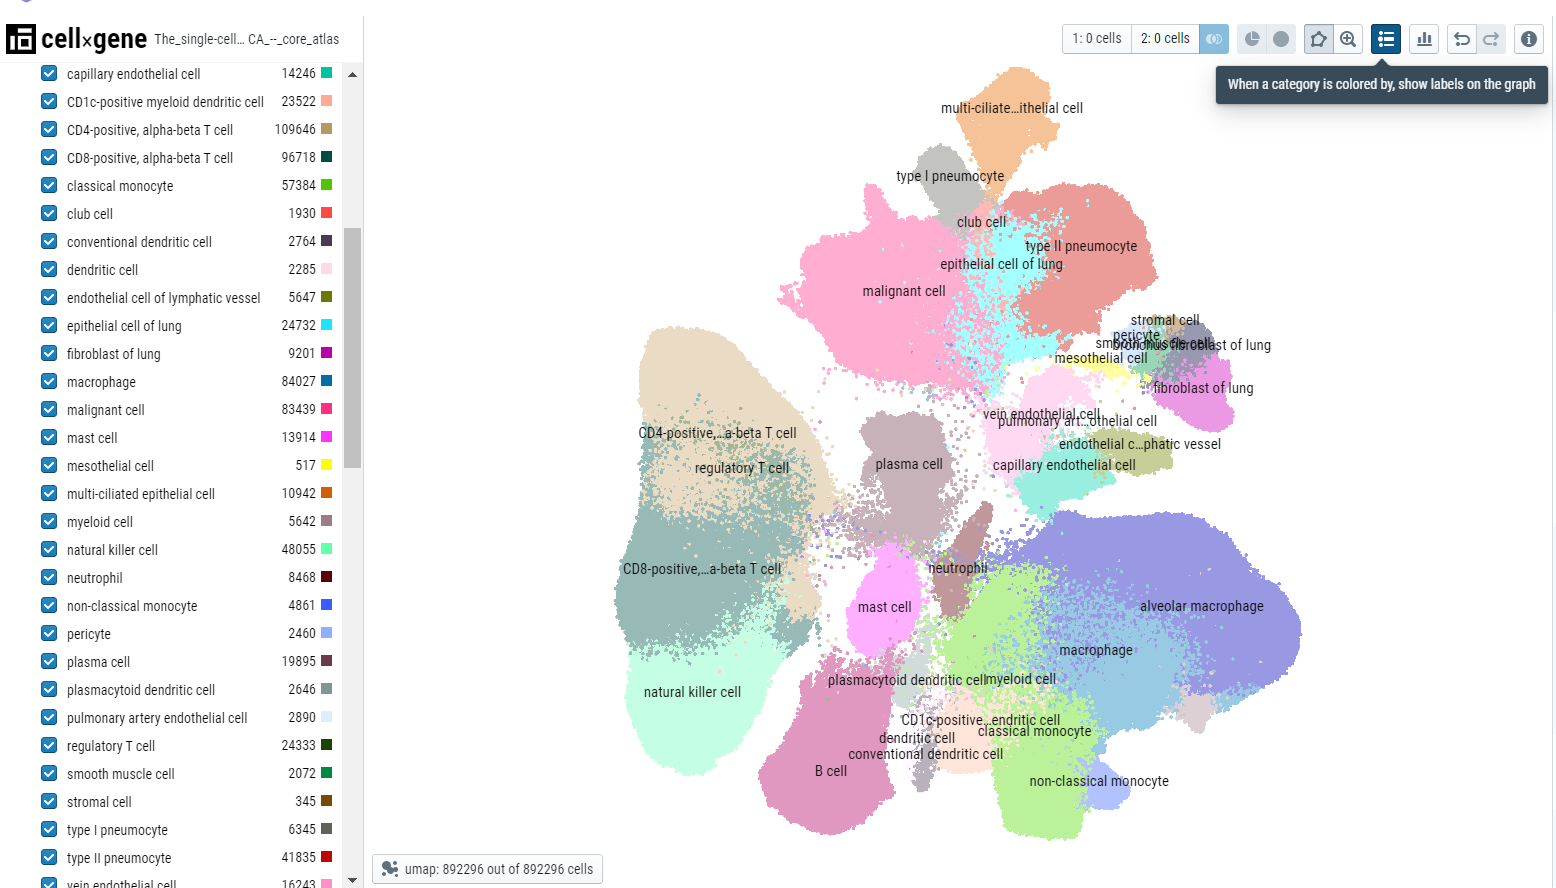 cell×gene The_single-cell... CA_--_core_atlas
1: 0 cells
2: 0 cells
When a category is colored by, show labels on the graph
capillary endothelial cell 14246
CD1c-positive myeloid dendritic cell 23522
CD4-positive, alpha-beta T cell 109646
CD8-positive, alpha-beta T cell 96718
classical monocyte 57384
club cell 1930
conventional dendritic cell 2764
dendritic cell 2285
endothelial cell of lymphatic vessel 5647
epithelial cell of lung 24732
fibroblast of lung 9201
macrophage 84027
malignant cell 83439
mast cell 13914
mesothelial cell 517
multi-ciliated epithelial cell 10942
myeloid cell 5642
natural killer cell 48055
neutrophil 8468
non-classical monocyte 4861
pericyte 2460
plasma cell 19895
plasmacytoid dendritic cell 2646
pulmonary artery endothelial cell 2890
regulatory T cell 24333
smooth muscle cell 2072
stromal cell 345
type I pneumocyte 6345
type II pneumocyte 41835
vein endothelial cell 16243
multi-ciliate...ithelial cell
type I pneumocyte
club cell
type II pneumocyte
epithelial cell of lung
malignant cell
stromal cell
pericyte
smooth muscle cell
bronchus fibroblast of lung
mesothelial cell
fibroblast of lung
vein endothelial cell
pulmonary art...othelial cell
CD4-positive,...a-beta T cell
endothelial c...phatic vessel
plasma cell
capillary endothelial cell
regulatory T cell
CD8-positive,...a-beta T cell
neutrophil
mast cell
alveolar macrophage
macrophage
plasmacytoid dendritic cell
myeloid cell
natural killer cell
CD1c-positive...endritic cell
classical monocyte
dendritic cell
conventional dendritic cell
B cell
non-classical monocyte
umap: 892296 out of 892296 cells